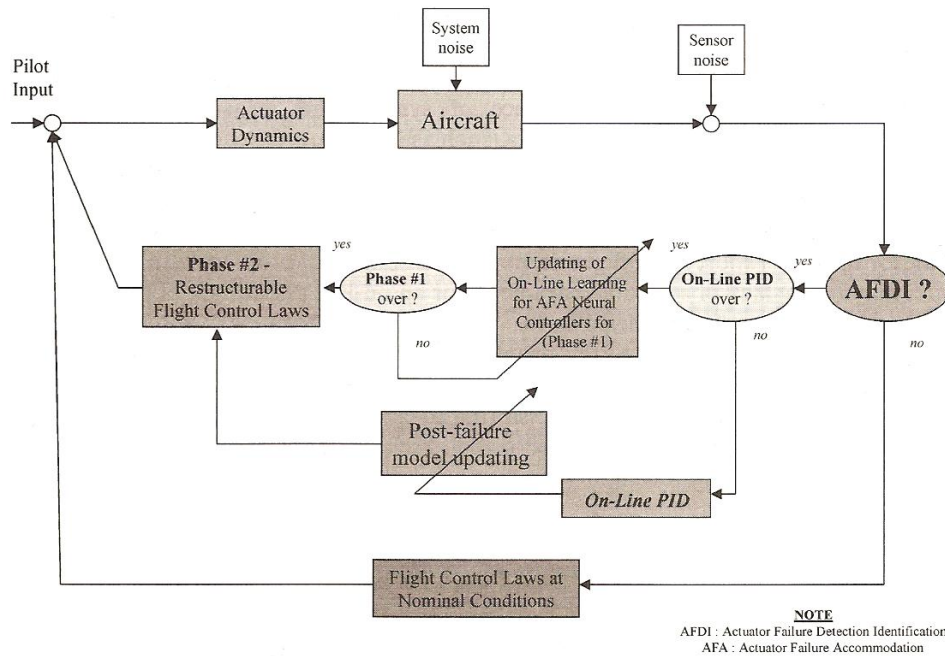 System
noise
Sensor
noise
Pilot
Input
Actuator
Dynamics
Aircraft
yes
Phase #2 -
Restructurable
Flight Control Laws
Phase #1
over ?
no
Updating of
On-Line Learning
for AFA Neural
Controllers for
(Phase #1)
yes
On-Line PID
over ?
no
yes
AFDI ?
no
Post-failure
model updating
On-Line PID
Flight Control Laws at
Nominal Conditions
NOTE
AFDI : Actuator Failure Detection Identification
AFA : Actuator Failure Accommodation